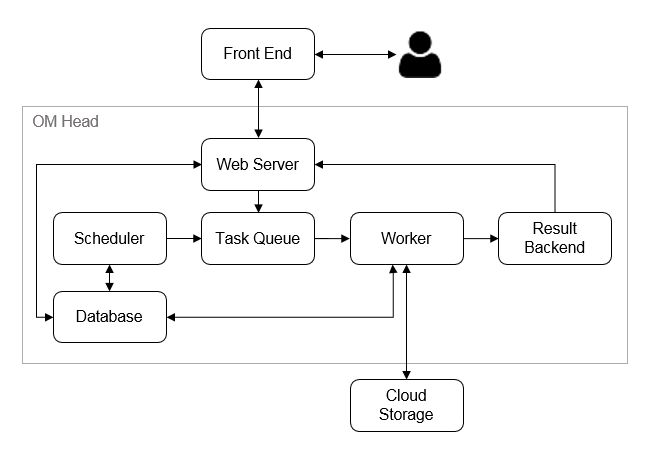 Front End
OM Head
Web Server
Scheduler
Task Queue
Worker
Result
Backend
Database
Cloud
Storage